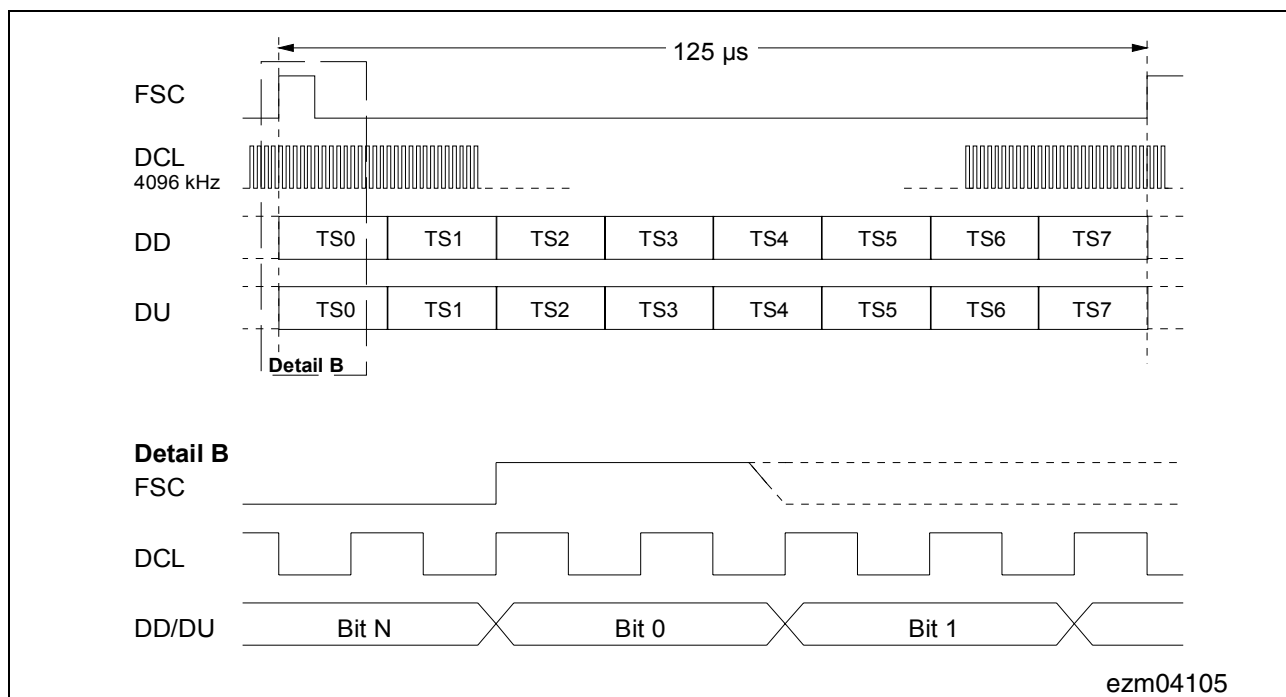 125 µs
FSC
DCL
4096 kHz
DD TS0 TS1 TS2 TS3 TS4 TS5 TS6 TS7
DU TS0 TS1 TS2 TS3 TS4 TS5 TS6 TS7
Detail B
Detail B
FSC
DCL
DD/DU Bit N Bit 0 Bit 1
ezm04105